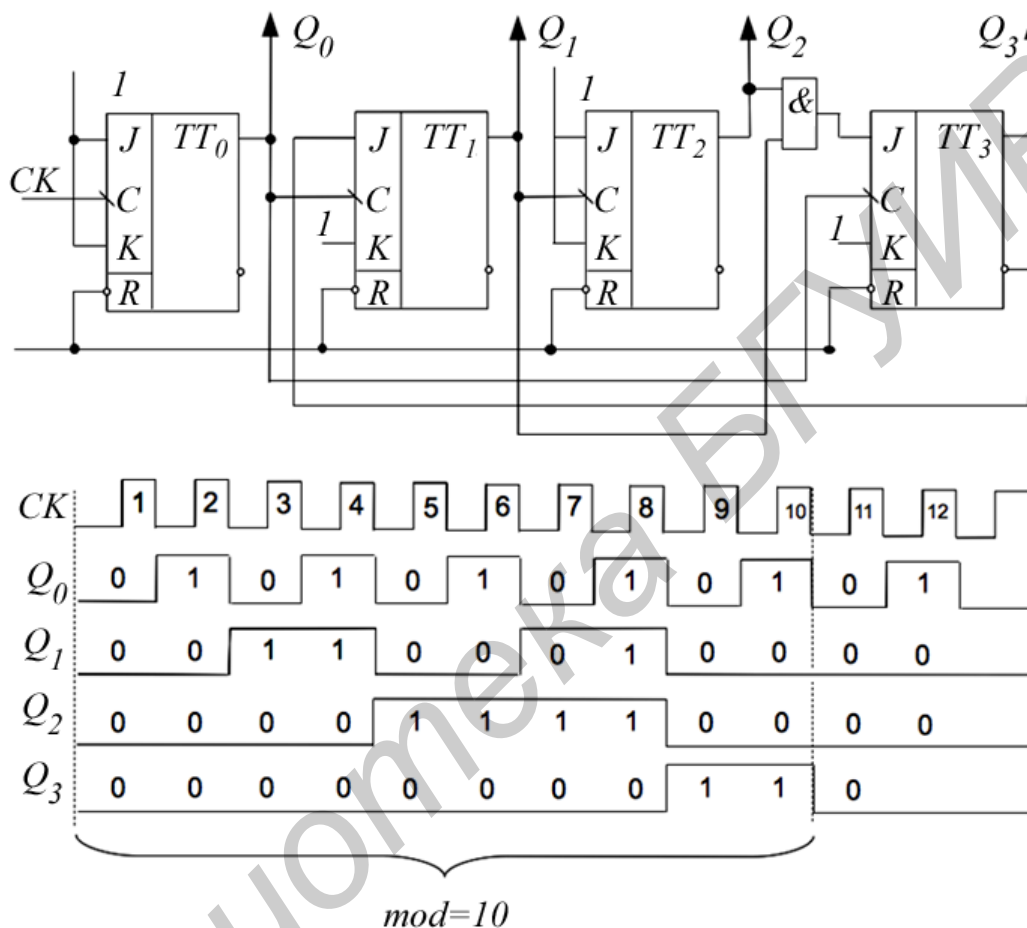 Q0 Q1 Q2 Q3
1 1
J TT0 J TT1 J TT2 & J TT3
CK C C C C
K 1 K K 1 K
R R R R
CK 1 2 3 4 5 6 7 8 9 10 11 12
Q0 0 1 0 1 0 1 0 1 0 1 0 1
Q1 0 0 1 1 0 0 0 1 0 0 0 0
Q2 0 0 0 0 1 1 1 1 0 0 0 0
Q3 0 0 0 0 0 0 0 0 1 1 0
mod=10
иотека БГУИР